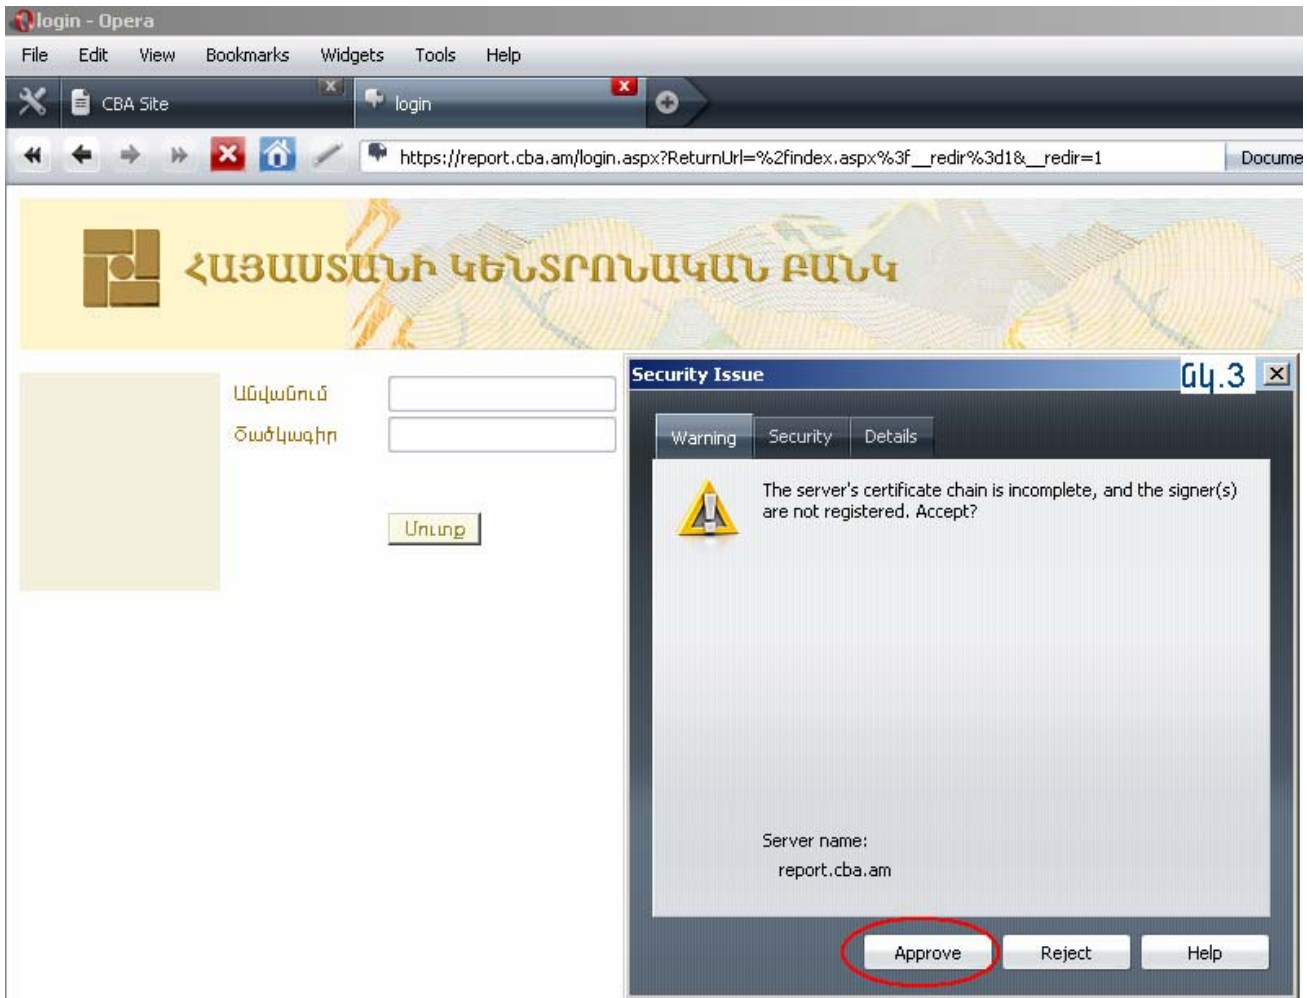 login - Opera
File Edit View Bookmarks Widgets Tools Help
CBA Site login
https://report.cba.am/login.aspx?ReturnUrl=%2findex.aspx%3f__redir%3d1&__redir=1 Docume
ՀԱՅԱՍՏԱՆԻ ԿԵՆՏՐՈՆԱԿԱՆ ԲԱՆԿ
Անվանում
Ծածկագիր
Մուտք
Security Issue Նկ.3
Warning Security Details
The server's certificate chain is incomplete, and the signer(s)
are not registered. Accept?
Server name:
report.cba.am
Approve Reject Help